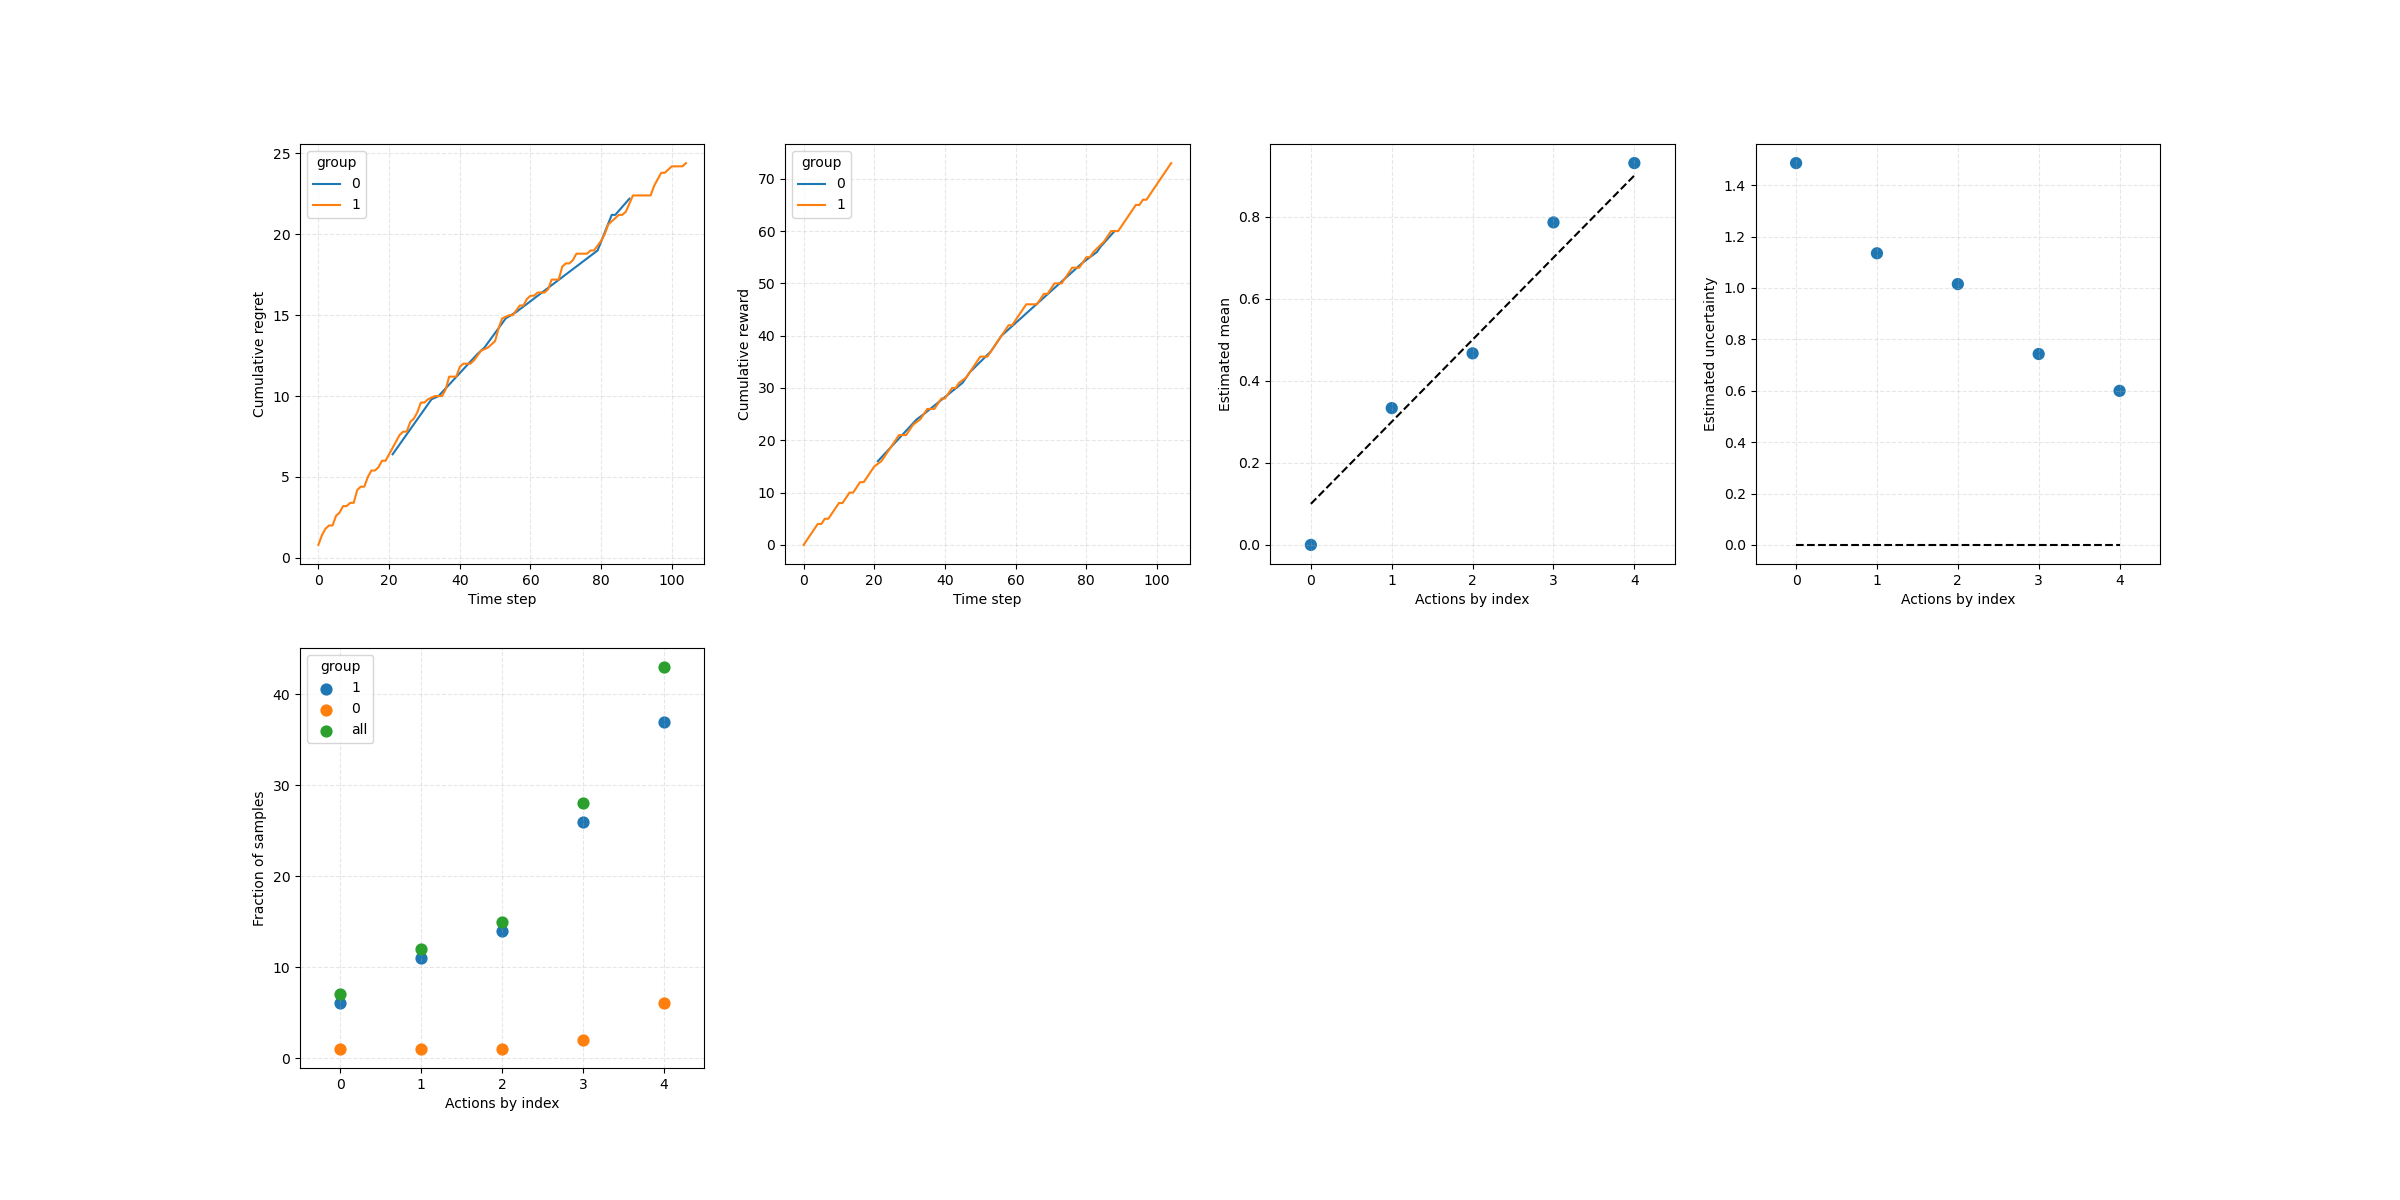 group
0
1
25
20
15
10
5
0
Cumulative regret
0 20 40 60 80 100
Time step
group
0
1
70
60
50
40
30
20
10
0
Cumulative reward
0 20 40 60 80 100
Time step
0.8
0.6
0.4
0.2
0.0
Estimated mean
0 1 2 3 4
Actions by index
1.4
1.2
1.0
0.8
0.6
0.4
0.2
0.0
Estimated uncertainty
0 1 2 3 4
Actions by index
group
1
0
all
40
30
20
10
0
Fraction of samples
0 1 2 3 4
Actions by index